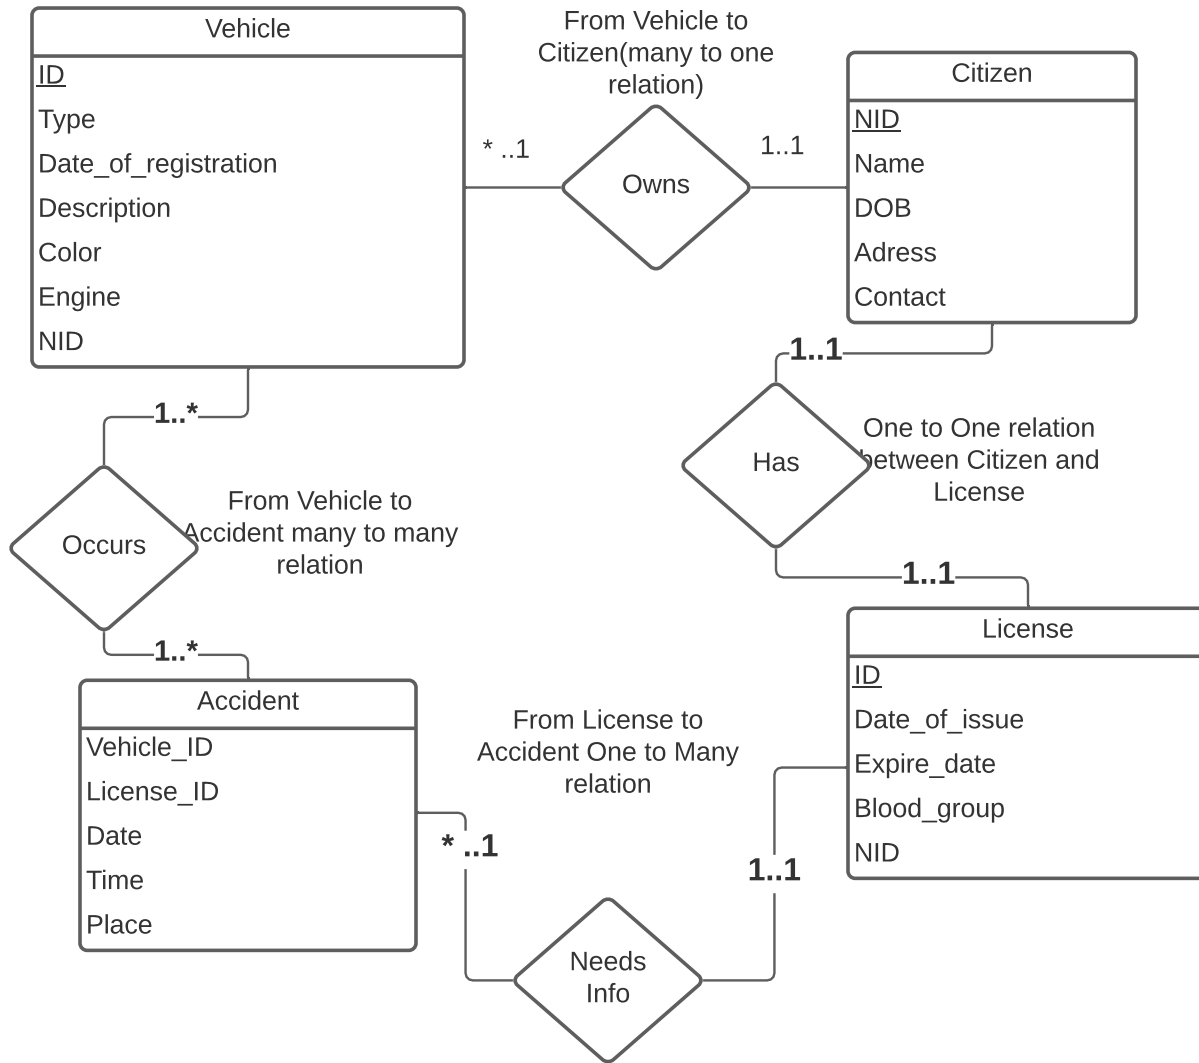 Vehicle
ID
Type
Date_of_registration
Description
Color
Engine
NID
From Vehicle to
Citizen(many to one
relation)
* ..1
Owns
1..1
Citizen
NID
Name
DOB
Adress
Contact
1..1
Has
One to One relation
between Citizen and
License
1..1
1..*
Occurs
From Vehicle to
Accident many to many
relation
1..*
Accident
Vehicle_ID
License_ID
Date
Time
Place
From License to
Accident One to Many
relation
* ..1
Needs
Info
1..1
License
ID
Date_of_issue
Expire_date
Blood_group
NID